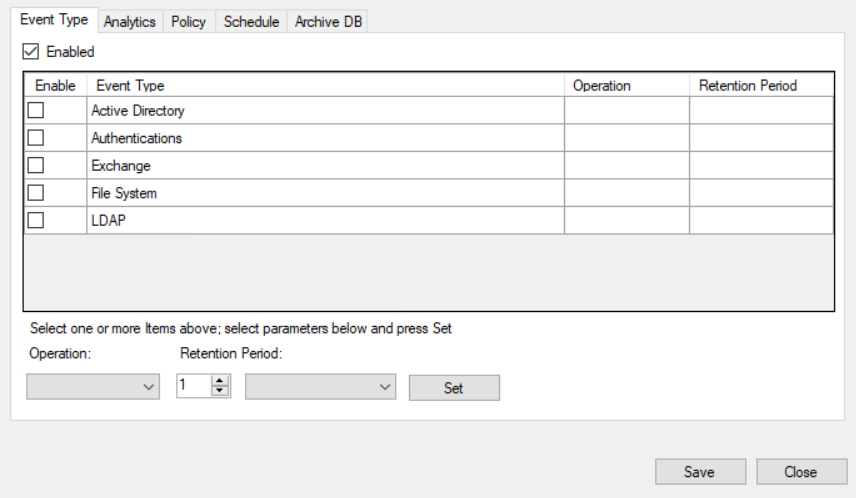 Event Type Analytics Policy Schedule Archive DB
Enabled
Enable Event Type Operation Retention Period
Active Directory
Authentications
Exchange
File System
LDAP
Select one or more Items above; select parameters below and press Set
Operation: Retention Period:
1 Set
Save Close